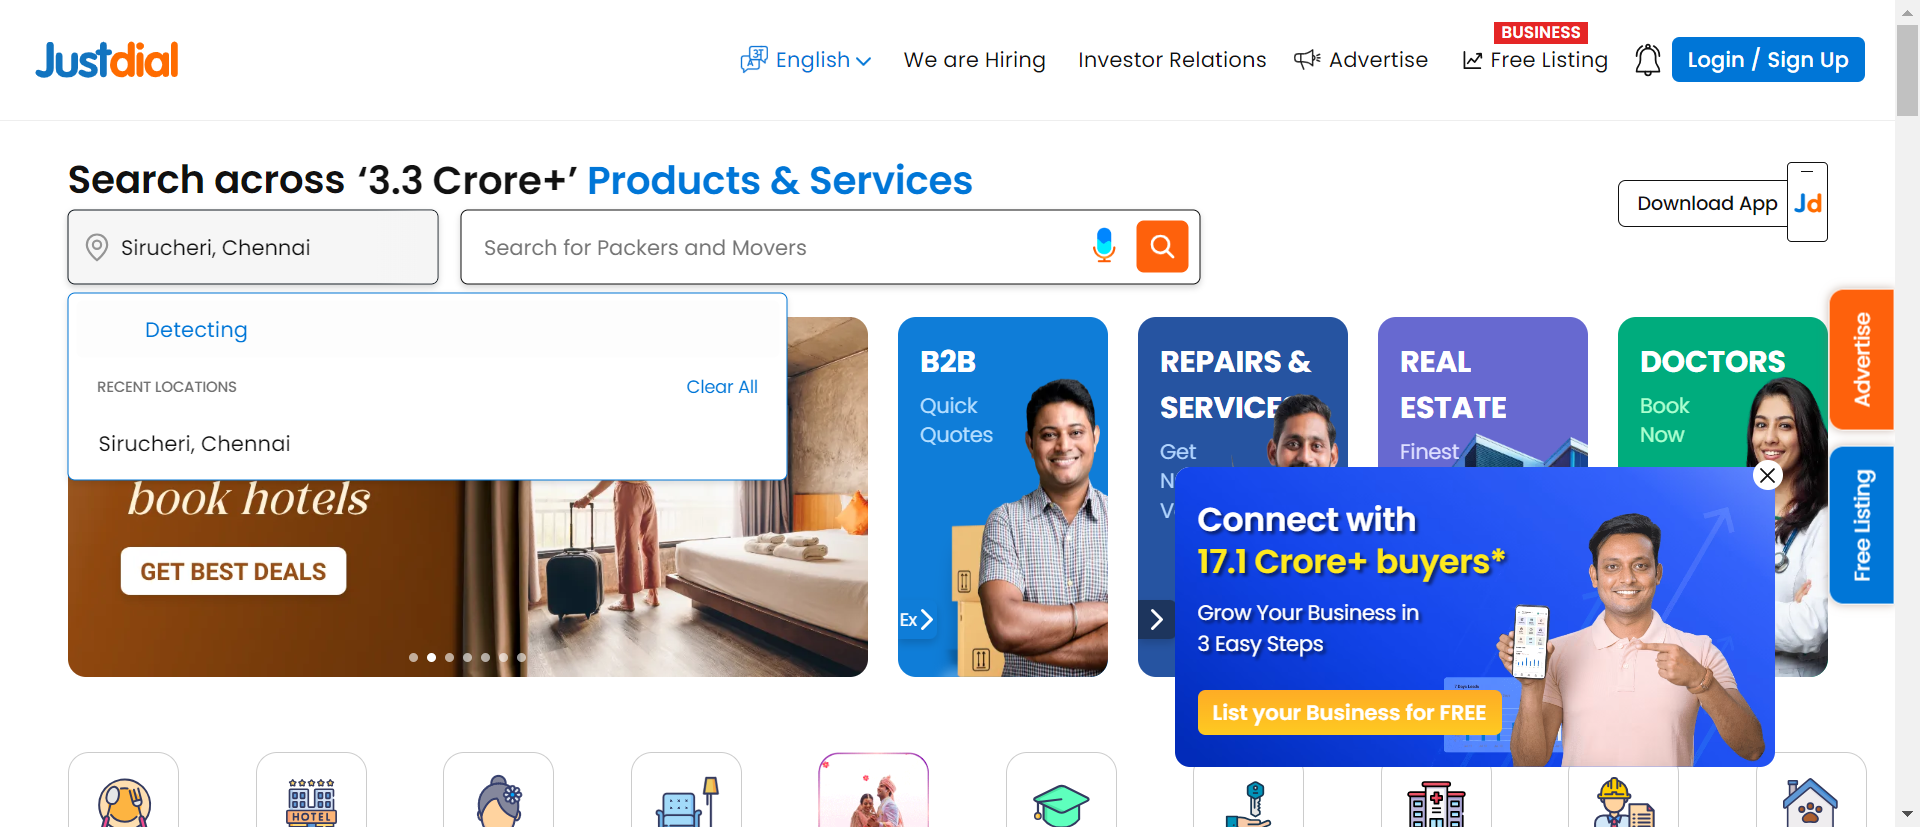 Justdial
English
We are Hiring
Investor Relations
Advertise
BUSINESS
Free Listing
Login / Sign Up
Search across ‘3.3 Crore+’ Products & Services
Download App
Jd
Sirucheri, Chennai
Search for Packers and Movers
Detecting
RECENT LOCATIONS
Clear All
Sirucheri, Chennai
book hotels
GET BEST DEALS
B2B
Quick
Quotes
Ex
REPAIRS &
SERVICE
Get
REAL
ESTATE
Finest
DOCTORS
Book
Now
Advertise
Free Listing
Connect with
17.1 Crore+ buyers*
Grow Your Business in
3 Easy Steps
List your Business for FREE
HOTEL